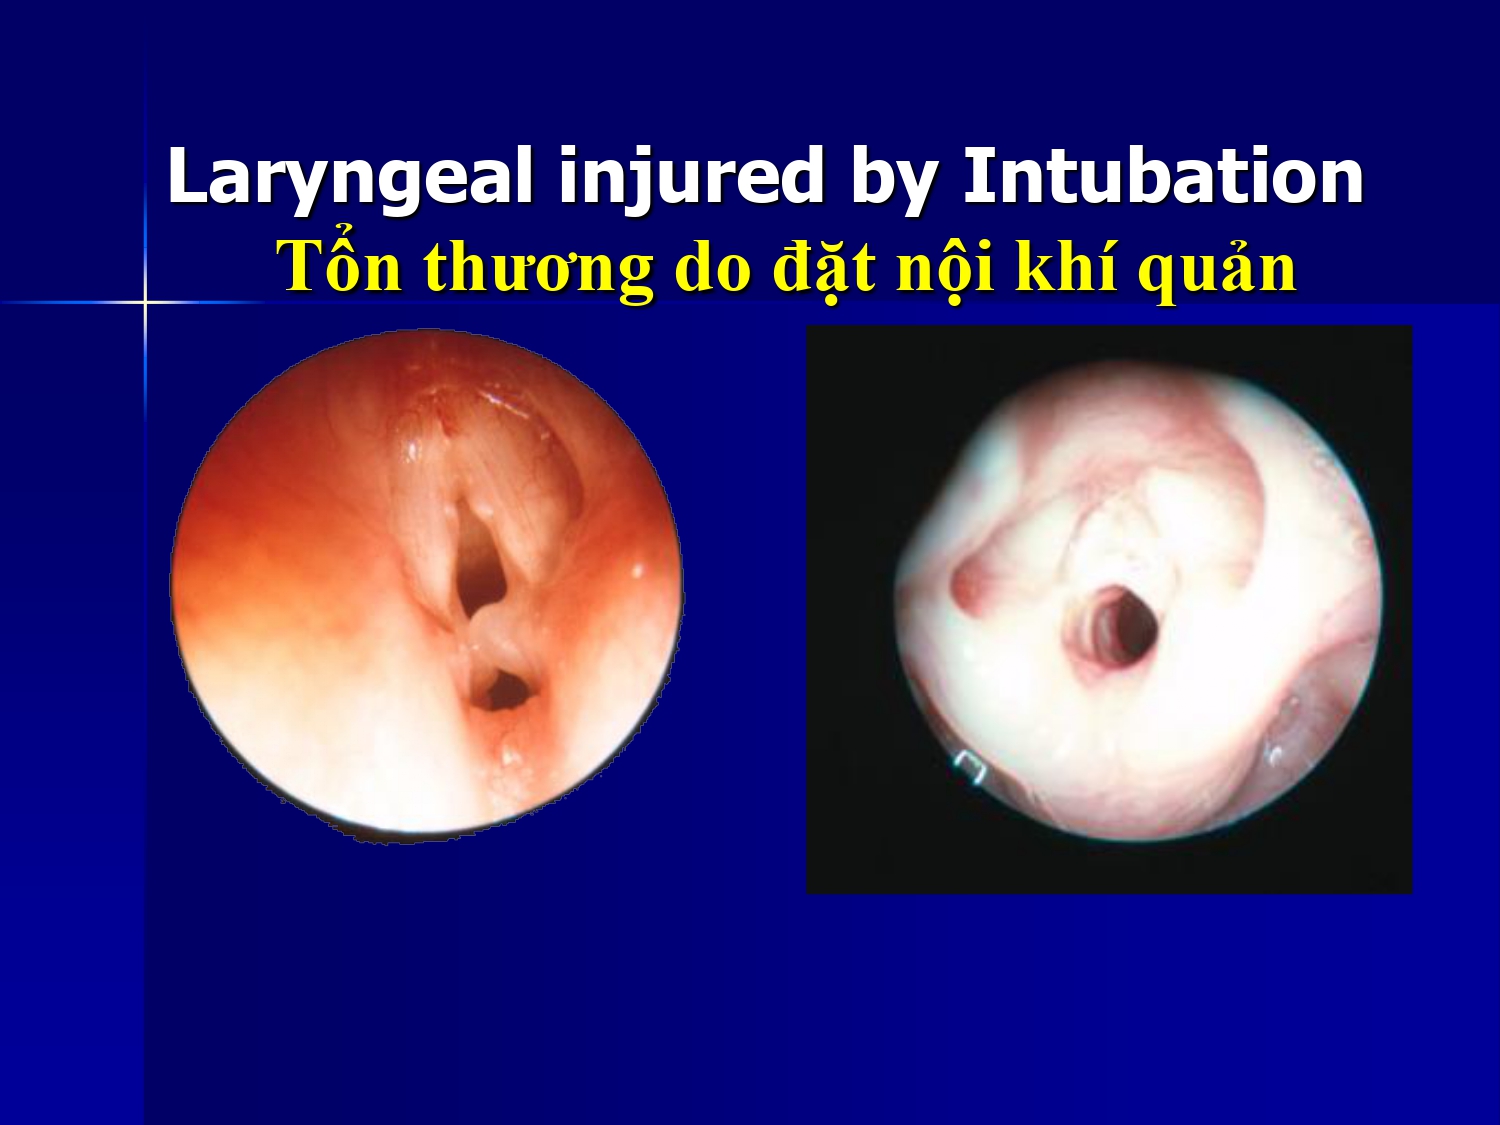 Laryngeal injured by Intubation
Tổn thương do đặt nội khí quản